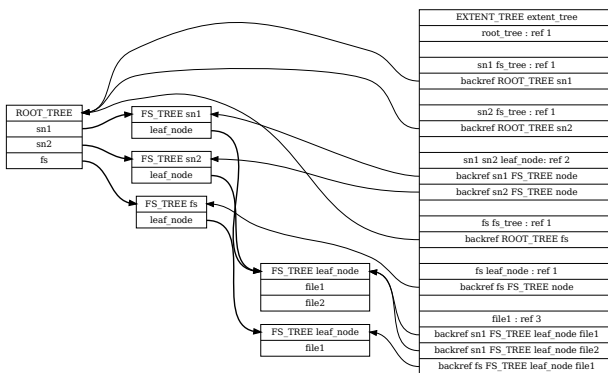 EXTENT_TREE extent_tree
root_tree : ref 1
sn1 fs_tree : ref 1
backref ROOT_TREE sn1
sn2 fs_tree : ref 1
backref ROOT_TREE sn2
sn1 sn2 leaf_node: ref 2
backref sn1 FS_TREE node
backref sn2 FS_TREE node
fs fs_tree : ref 1
backref ROOT_TREE fs
fs leaf_node : ref 1
backref fs FS_TREE node
file1 : ref 3
backref sn1 FS_TREE leaf_node file1
backref sn1 FS_TREE leaf_node file2
backref fs FS_TREE leaf_node file1
ROOT_TREE
sn1
sn2
fs
FS_TREE sn1
leaf_node
FS_TREE sn2
leaf_node
FS_TREE fs
leaf_node
FS_TREE leaf_node
file1
file2
FS_TREE leaf_node
file1